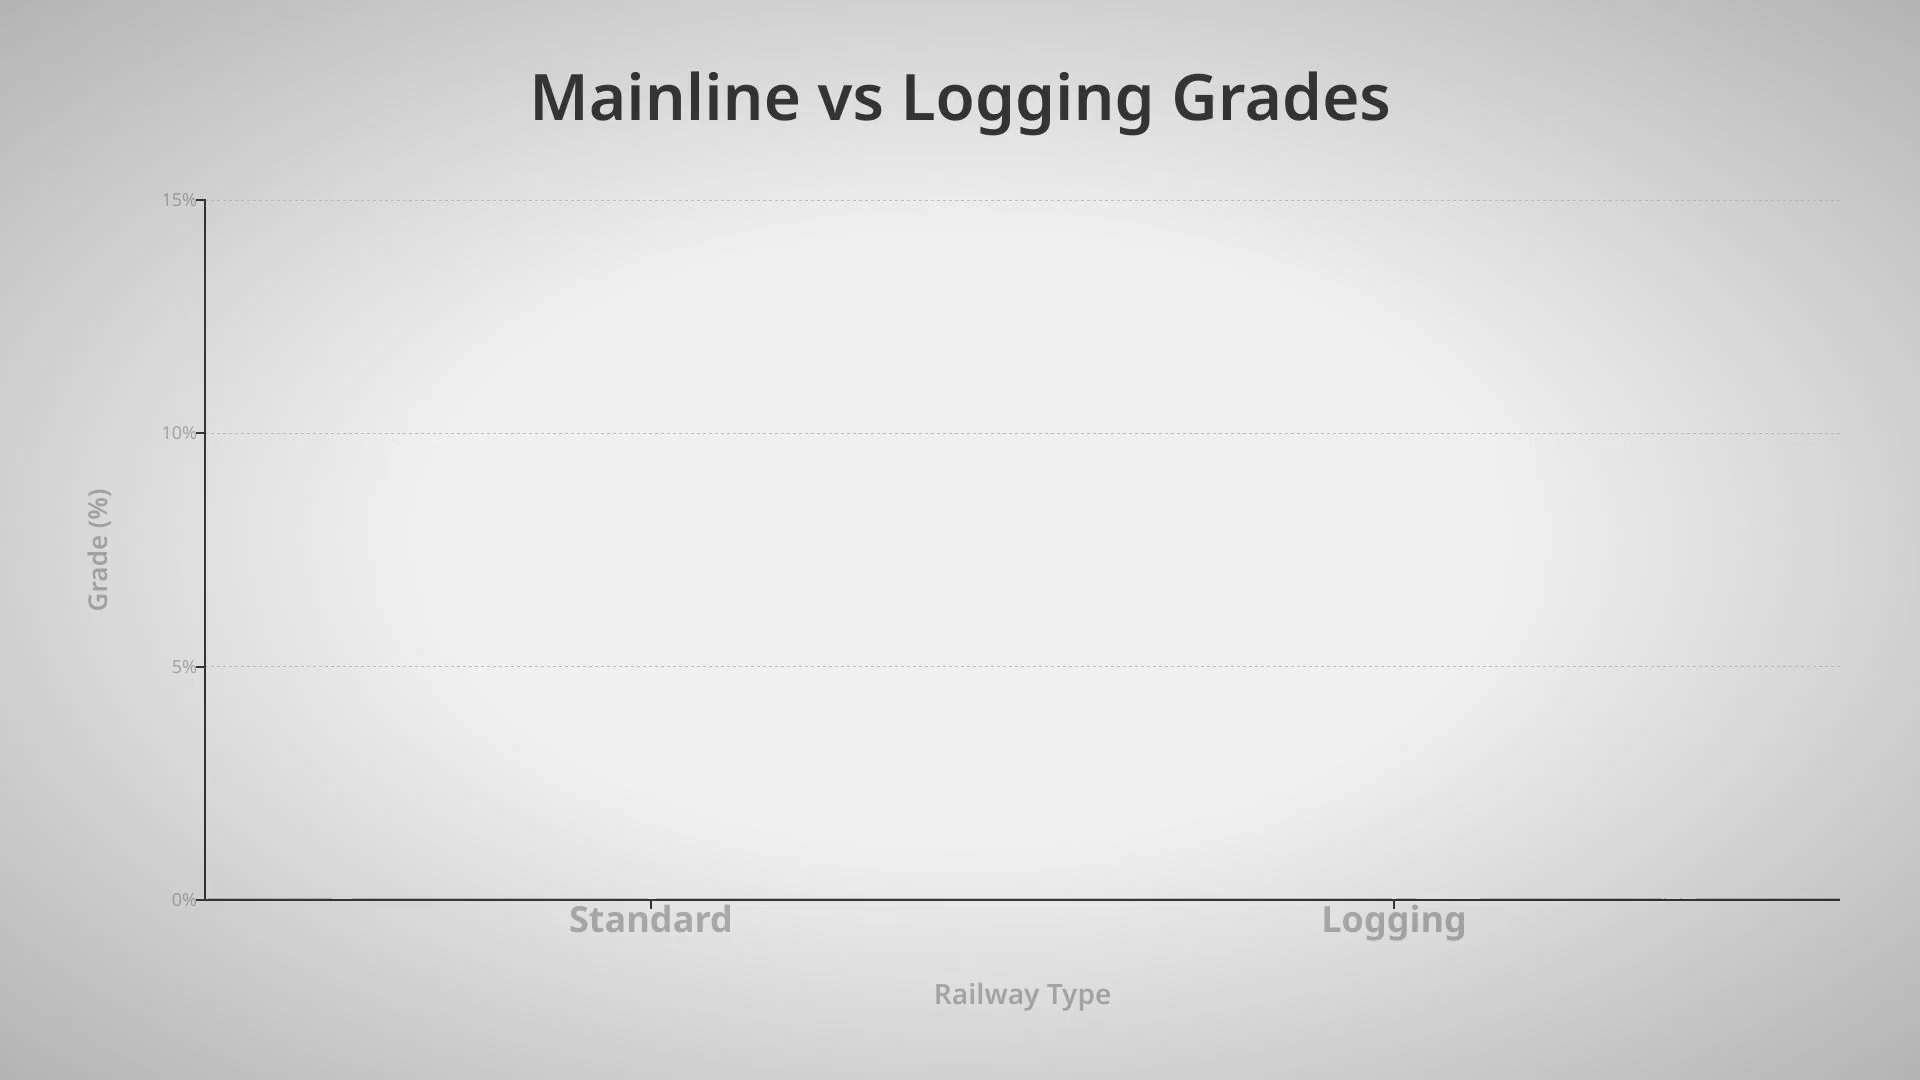 Mainline vs Logging Grades
15%
10%
5%
0%
Grade (%)
Standard
Logging
Railway Type